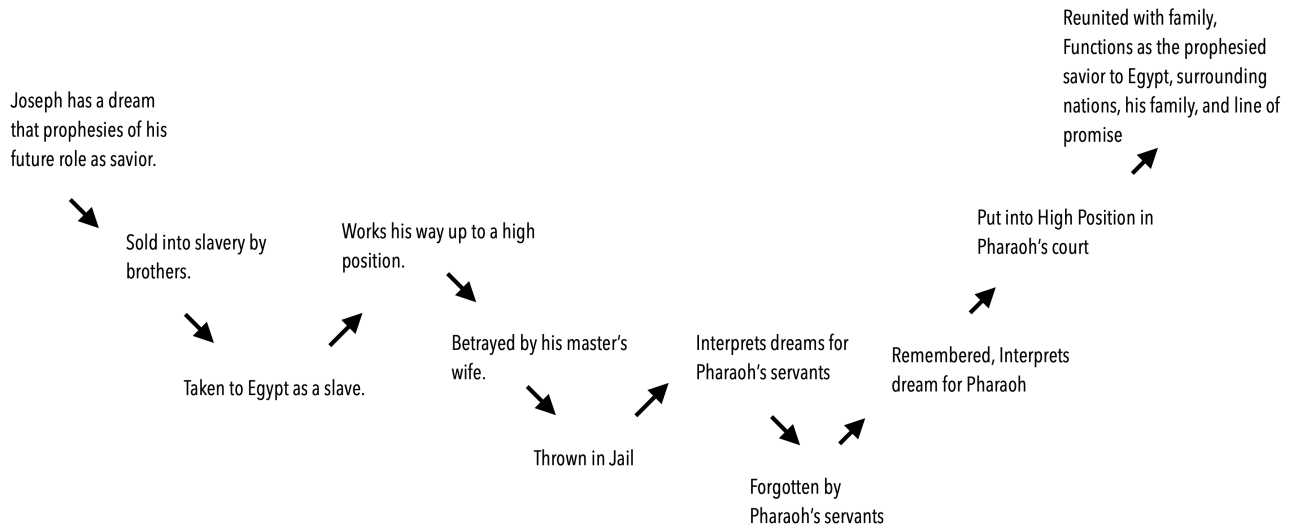 Joseph has a dream
that prophesies of his
future role as savior.
Sold into slavery by
brothers.
Taken to Egypt as a slave.
Works his way up to a high
position.
Betrayed by his master's
wife.
Thrown in Jail
Interprets dreams for
Pharaoh's servants
Forgotten by
Pharaoh's servants
Remembered, Interprets
dream for Pharaoh
Put into High Position in
Pharaoh's court
Reunited with family,
Functions as the prophesied
savior to Egypt, surrounding
nations, his family, and line of
promise